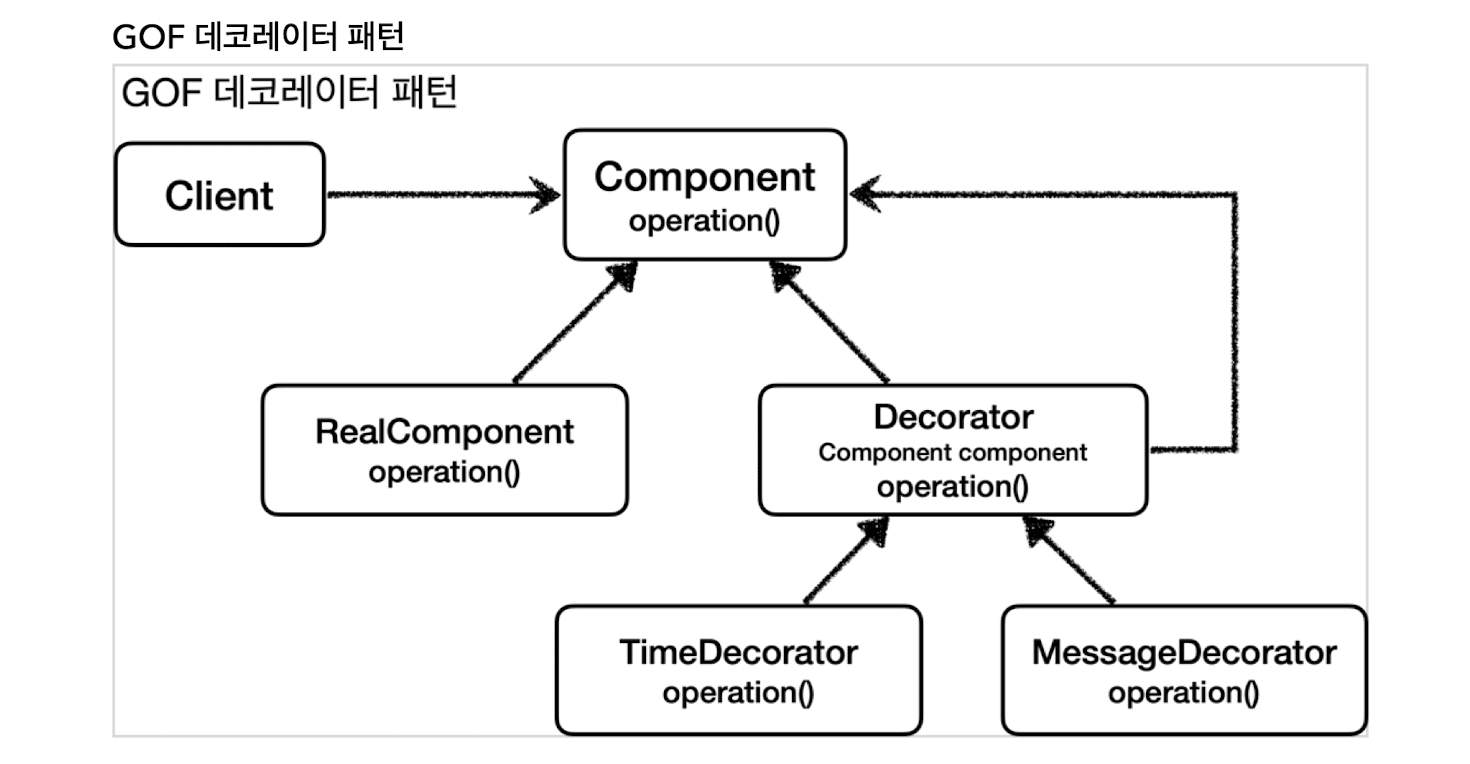 GOF 데코레이터 패턴
GOF 데코레이터 패턴
Client
Component
operation()
RealComponent
operation()
Decorator
Component component
operation()
TimeDecorator
operation()
MessageDecorator
operation()